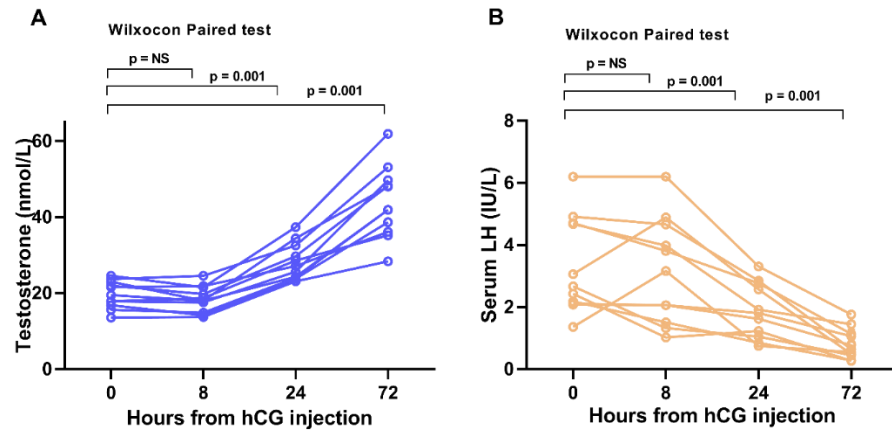 A
Wilxocon Paired test
p = NS
p = 0.001
p = 0.001
60
40
20
0
Testosterone (nmol/L)
0 8 24 72
Hours from hCG injection
B
Wilxocon Paired test
p = NS
p = 0.001
p = 0.001
8
6
4
2
0
Serum LH (IU/L)
0 8 24 72
Hours from hCG injection